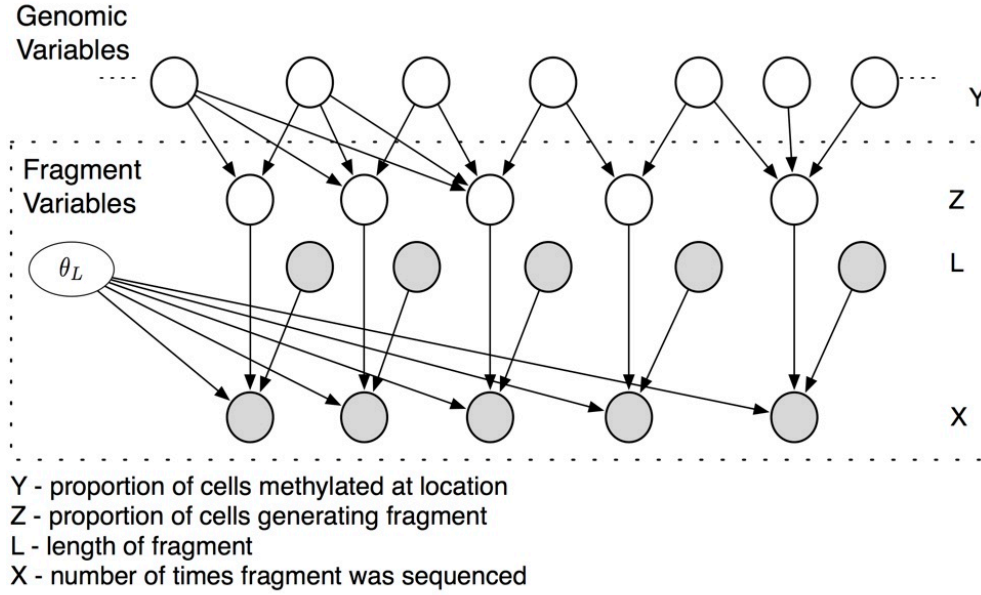 Genomic
Variables
Y
Fragment
Variables
Z
θ_L
L
X
Y - proportion of cells methylated at location
Z - proportion of cells generating fragment
L - length of fragment
X - number of times fragment was sequenced